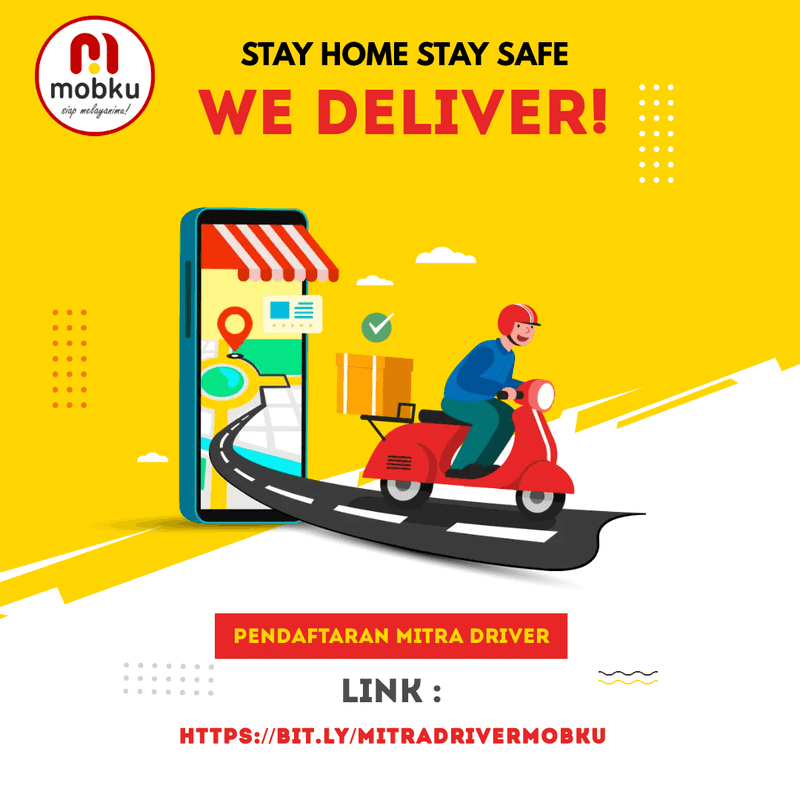 mobku
siap melayanimu!
STAY HOME STAY SAFE
WE DELIVER!
PENDAFTARAN MITRA DRIVER
LINK :
HTTPS://BIT.LY/MITRADRIVERMOBKU